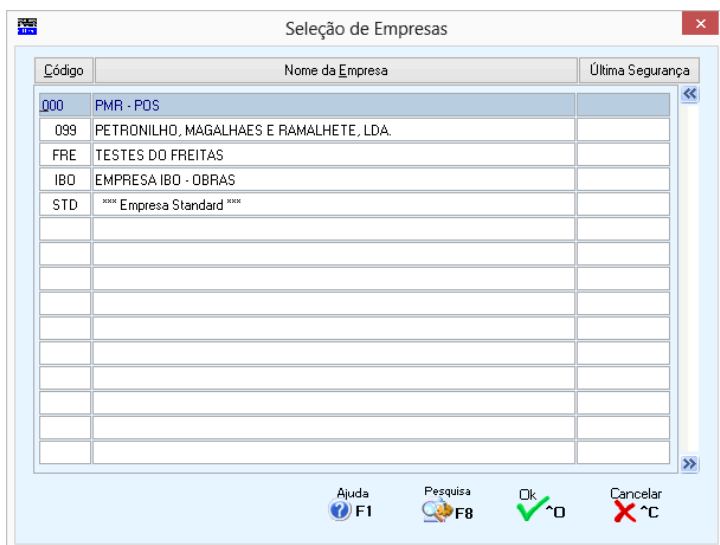 Seleção de Empresas
Código Nome da Empresa Última Segurança
000 PMR - POS
099 PETRONILHO, MAGALHAES E RAMALHETE, LDA.
FRE TESTES DO FREITAS
IBO EMPRESA IBO - OBRAS
STD *** Empresa Standard ***
Ajuda Pesquisa Ok Cancelar
F1 F8 ^O ^C